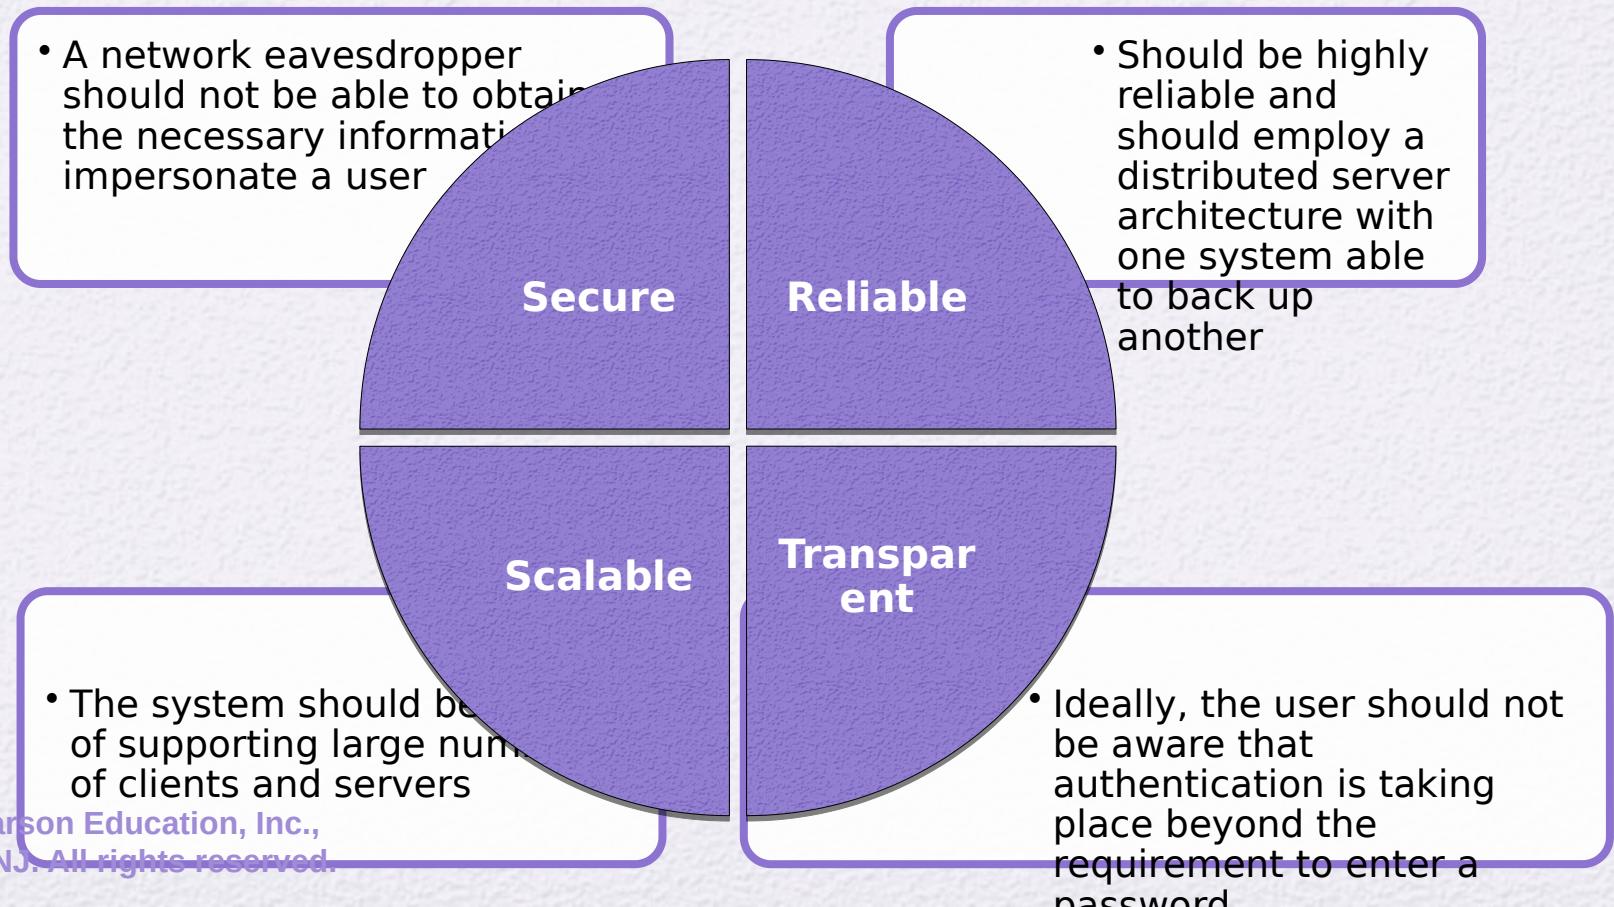 • A network eavesdropper
should not be able to obtain
the necessary informati
impersonate a user
• Should be highly
reliable and
should employ a
distributed server
architecture with
one system able
to back up
another
Secure
Reliable
Scalable
Transpar
ent
• The system should be
of supporting large num
of clients and servers
• Ideally, the user should not
be aware that
authentication is taking
place beyond the
requirement to enter a
password
arson Education, Inc.,
NJ. All rights reserved.